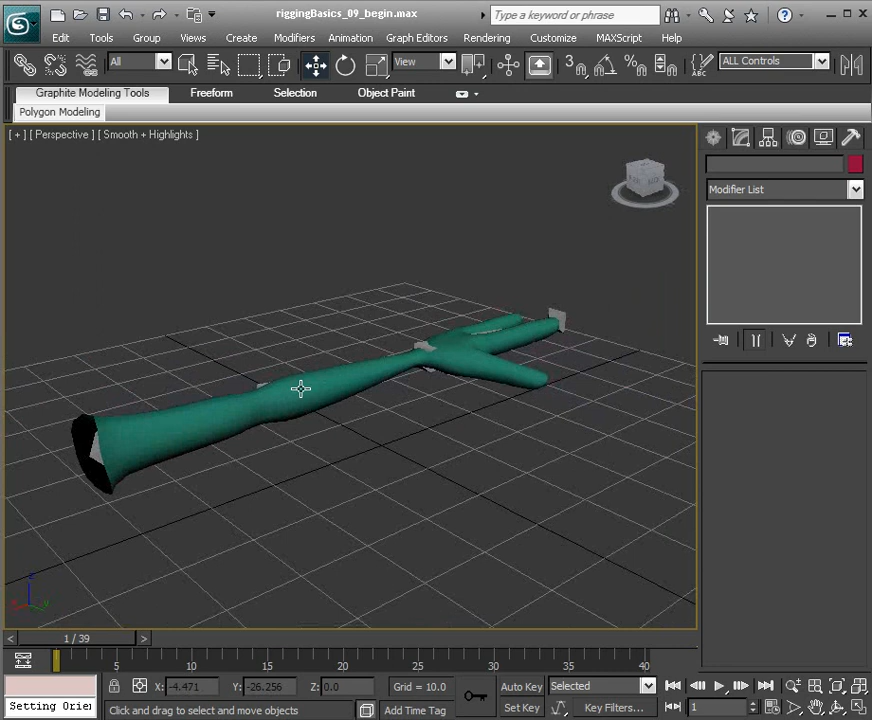 riggingBasics_09_begin.max
Type a keyword or phrase
Edit Tools Group Views Create Modifiers Animation Graph Editors Rendering Customize MAXScript Help
All View 3 ABC ALL Controls
Graphite Modeling Tools Freeform Selection Object Paint
Polygon Modeling
[ + ] [ Perspective ] [ Smooth + Highlights ]
Modifier List
< 1 / 39 >
5 10 15 20 25 30 35 40
X: -4.471 Y: -26.256 Z: 0.0 Grid = 10.0 Auto Key Selected
Setting Orie Click and drag to select and move objects Add Time Tag Set Key Key Filters... 1